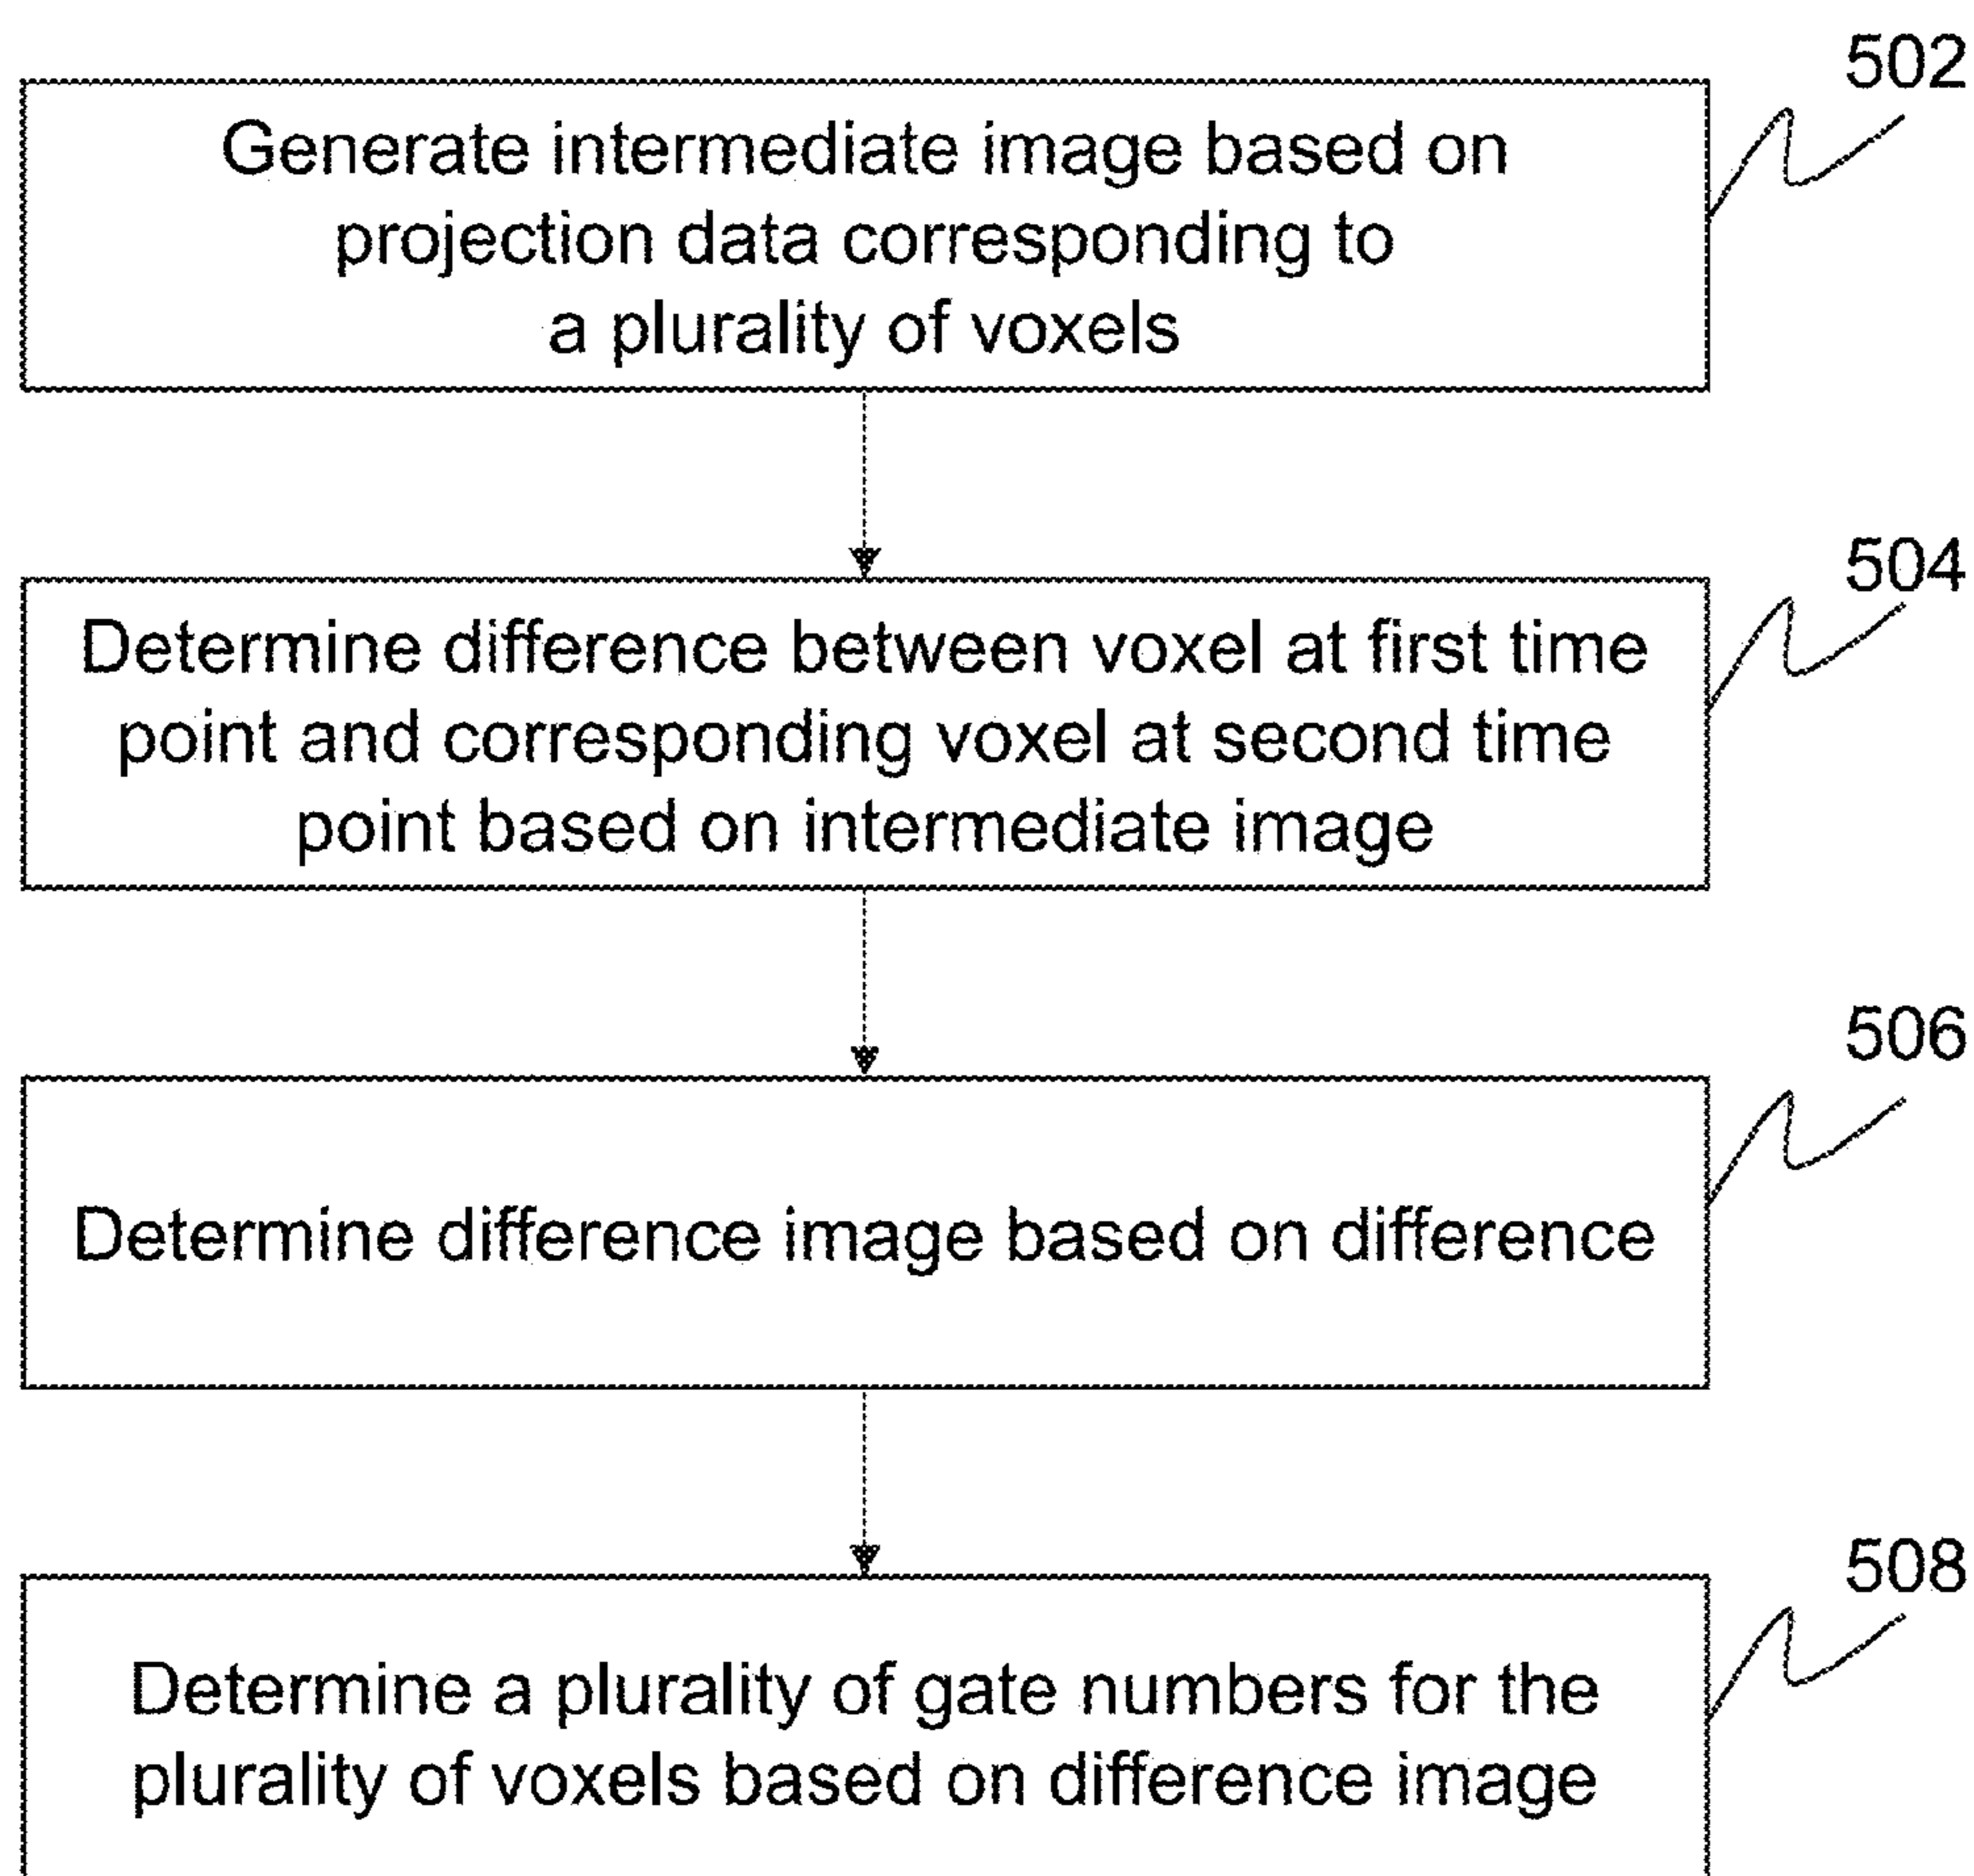 502
Generate intermediate image based on
projection data corresponding to
a plurality of voxels
504
Determine difference between voxel at first time
point and corresponding voxel at second time
point based on intermediate image
506
Determine difference image based on difference
508
Determine a plurality of gate numbers for the
plurality of voxels based on difference image